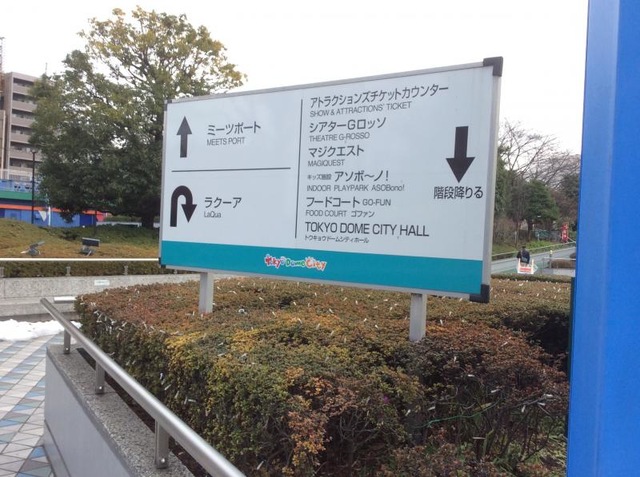 ミーツポート
MEETS PORT
ラクーア
LaQua
アトラクションズチケットカウンター
SHOW & ATTRACTIONS' TICKET
シアターGロッソ
THEATRE G-ROSSO
マジクエスト
MAGIQUEST
キッズ施設 アソボ〜ノ!
INDOOR PLAYPARK ASOBono!
フードコート GO-FUN
FOOD COURT ゴファン
TOKYO DOME CITY HALL
トウキョウドームシティホール
階段降りる
TOKYO DOME CITY